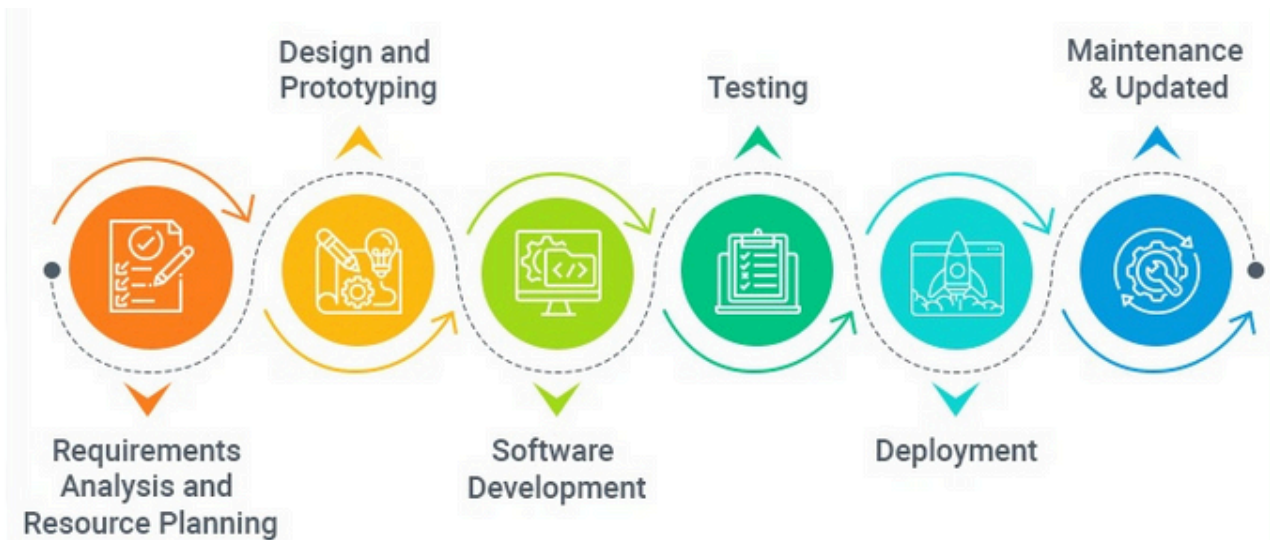 Requirements
Analysis and
Resource Planning
Design and
Prototyping
Software
Development
</>
Testing
Deployment
Maintenance
& Updated